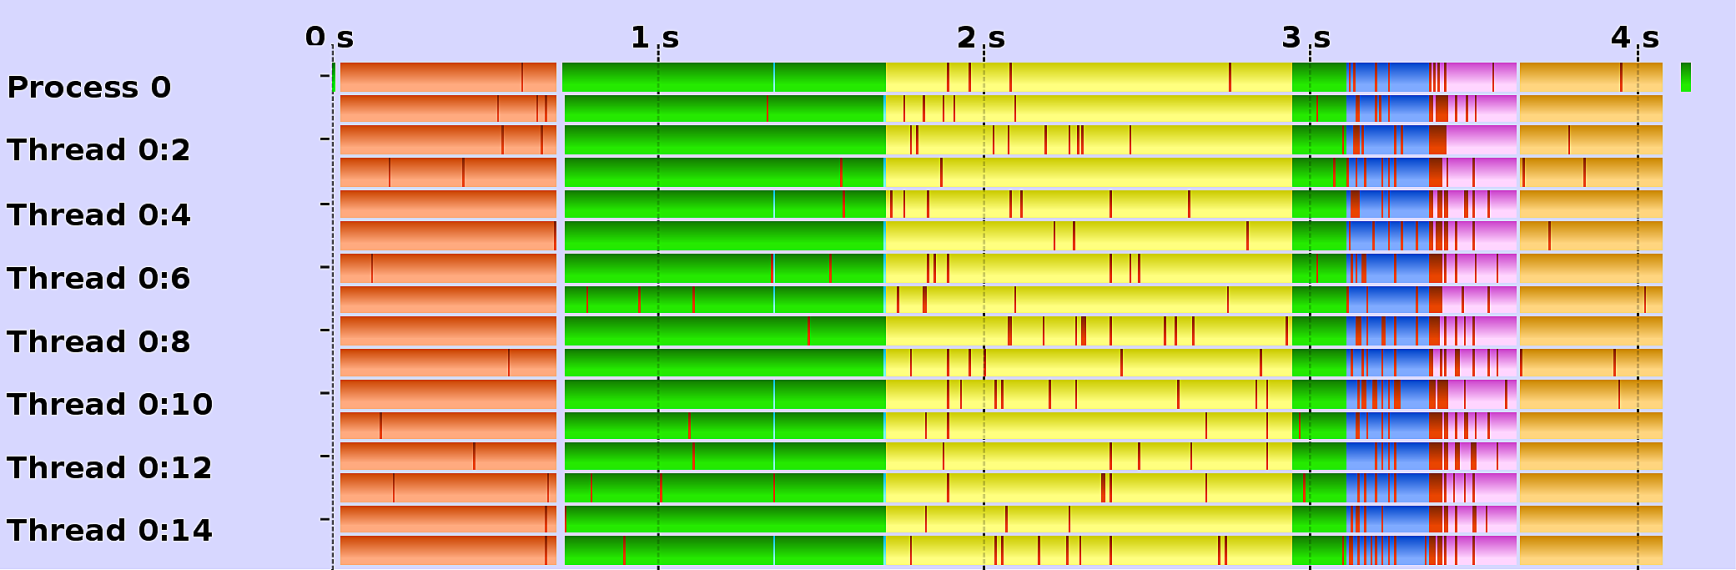 0 s 1 s 2 s 3 s 4 s
Process 0
Thread 0:2
Thread 0:4
Thread 0:6
Thread 0:8
Thread 0:10
Thread 0:12
Thread 0:14